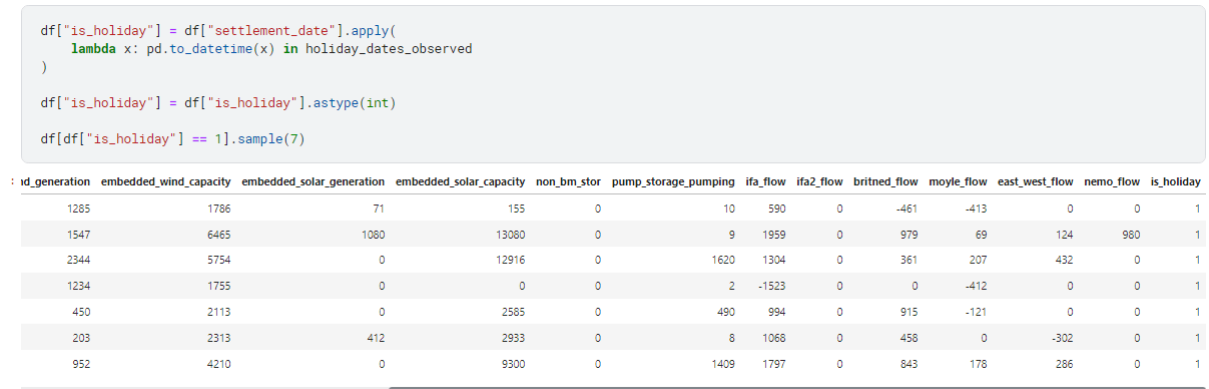 df["is_holiday"] = df["settlement_date"].apply(
lambda x: pd.to_datetime(x) in holiday_dates_observed
)
df["is_holiday"] = df["is_holiday"].astype(int)
df[df["is_holiday"] == 1].sample(7)
nd_generation embedded_wind_capacity embedded_solar_generation embedded_solar_capacity non_bm_stor pump_storage_pumping ifa_flow ifa2_flow britned_flow moyle_flow east_west_flow nemo_flow is_holiday
1285 1786 71 155 0 10 590 0 -461 -413 0 0 1
1547 6465 1080 13080 0 9 1959 0 979 69 124 980 1
2344 5754 0 12916 0 1620 1304 0 361 207 432 0 1
1234 1755 0 0 0 2 -1523 0 0 -412 0 0 1
450 2113 0 2585 0 490 994 0 915 -121 0 0 1
203 2313 412 2933 0 8 1068 0 458 0 -302 0 1
952 4210 0 9300 0 1409 1797 0 843 178 286 0 1